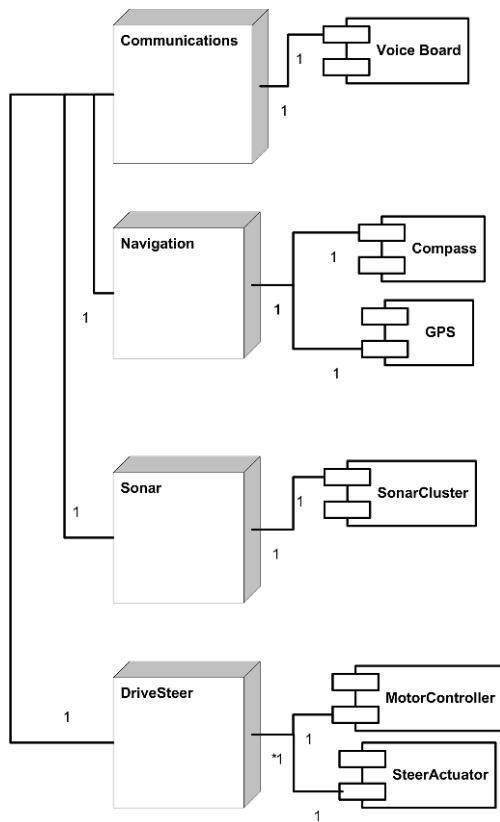 Communications
Voice Board
1
1
Navigation
Compass
1
1
1
GPS
1
Sonar
SonarCluster
1
1
1
DriveSteer
MotorController
1
1
*1
SteerActuator
1